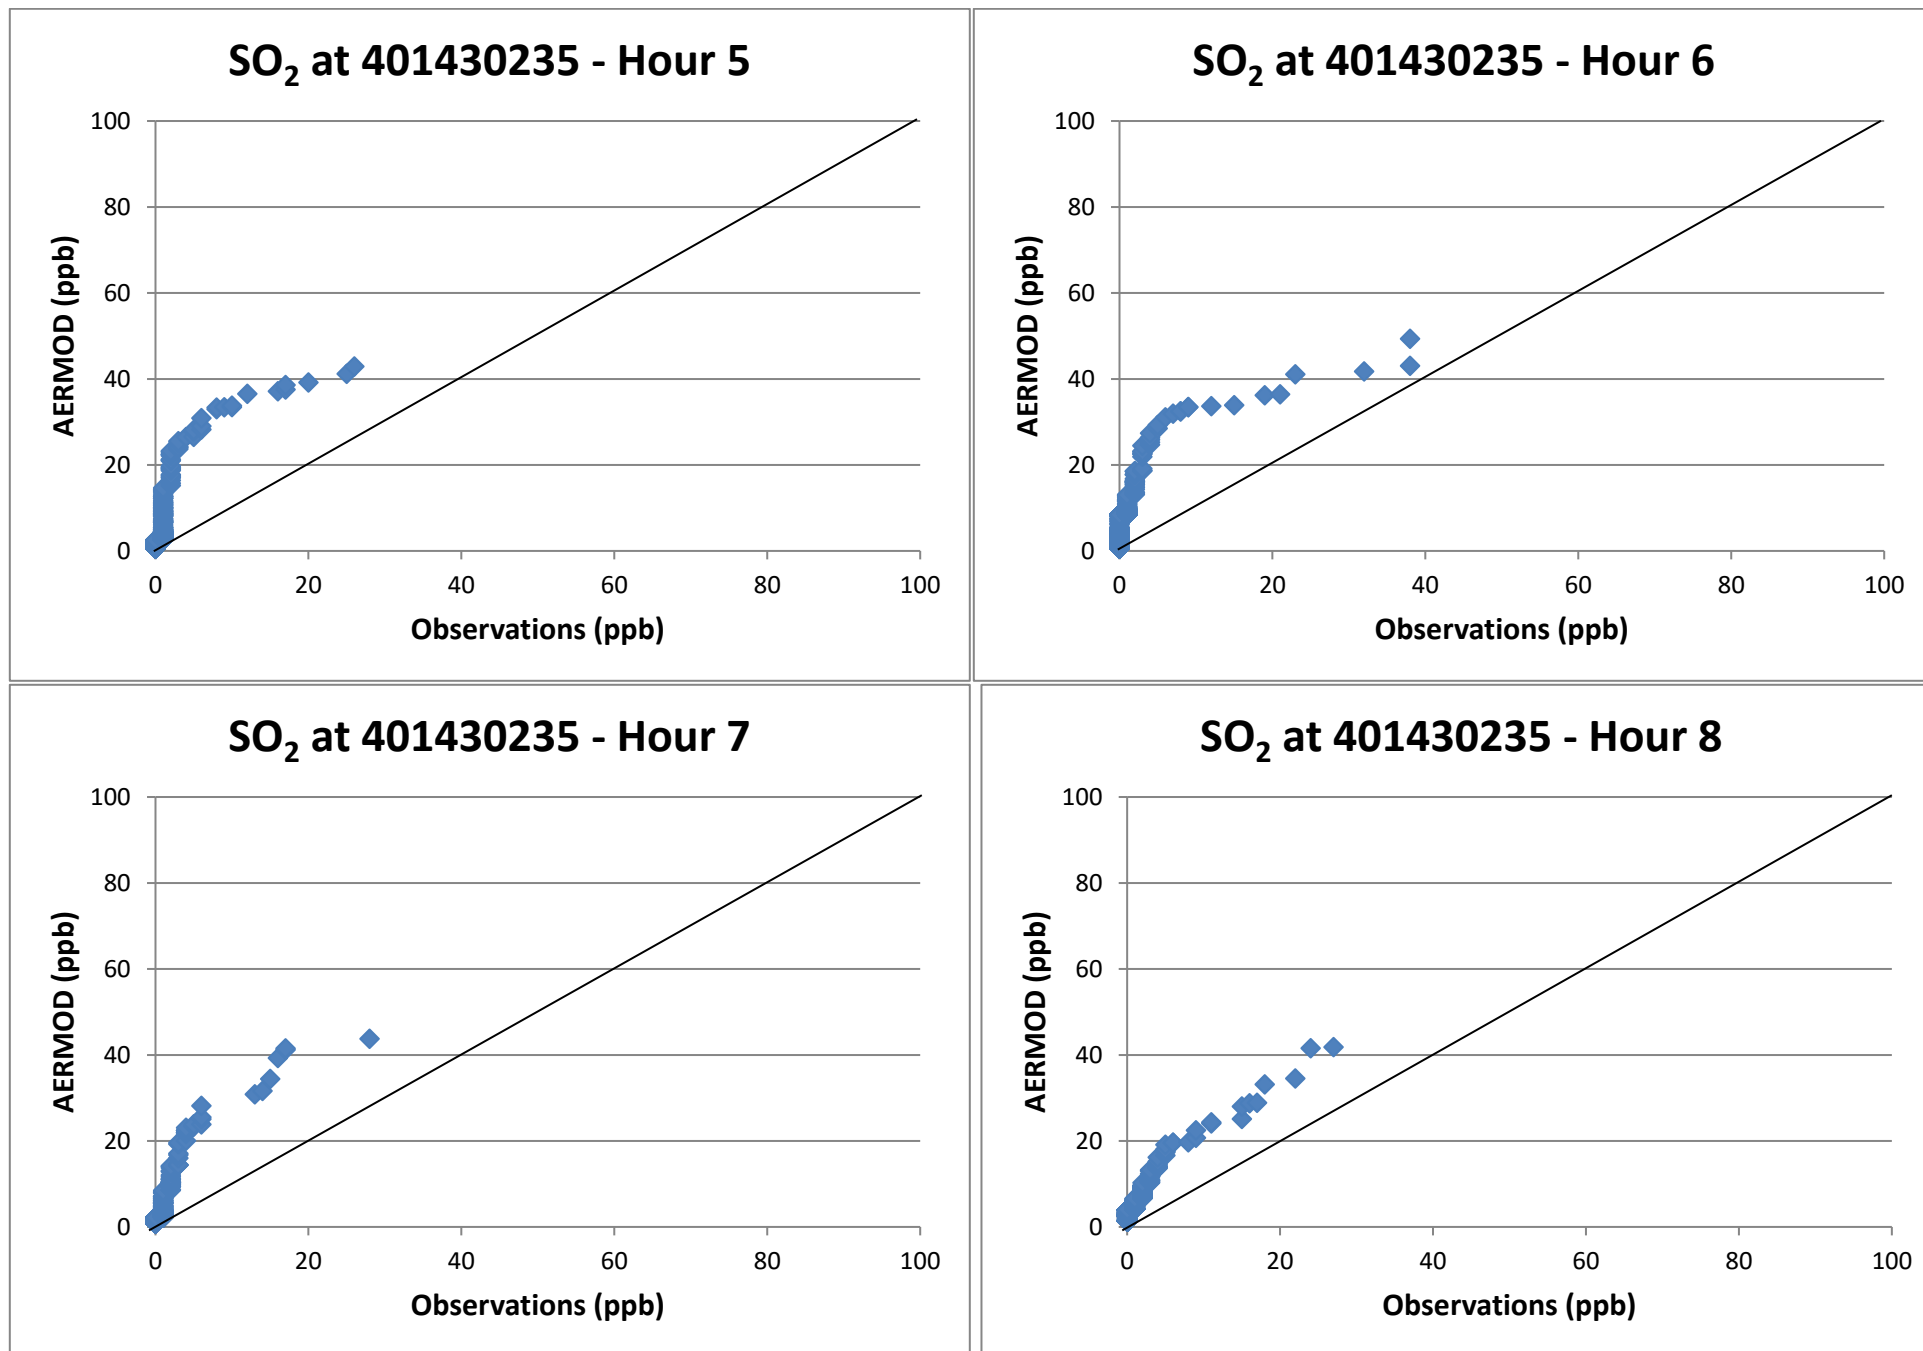 SO2 at 401430235 - Hour 5
100
80
60
40
20
0
AERMOD (ppb)
0 20 40 60 80 100
Observations (ppb)
SO2 at 401430235 - Hour 6
100
80
60
40
20
0
AERMOD (ppb)
0 20 40 60 80 100
Observations (ppb)
SO2 at 401430235 - Hour 7
100
80
60
40
20
0
AERMOD (ppb)
0 20 40 60 80 100
Observations (ppb)
SO2 at 401430235 - Hour 8
100
80
60
40
20
0
AERMOD (ppb)
0 20 40 60 80 100
Observations (ppb)